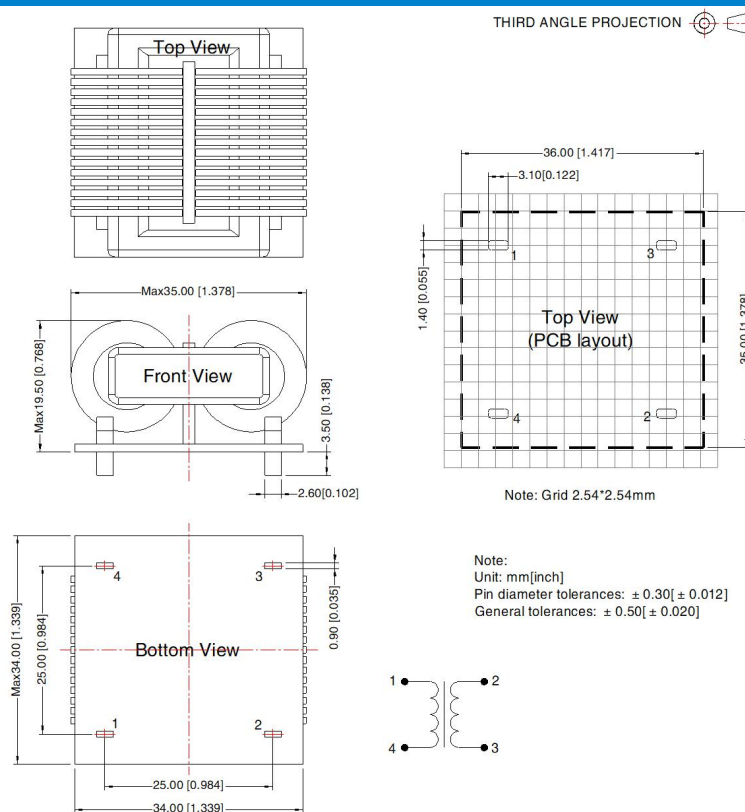 THIRD ANGLE PROJECTION
Top View
36.00 [1.417]
3.10[0.122]
1.40 [0.055]
1
3
Top View
(PCB layout)
4
2
Note: Grid 2.54*2.54mm
Max35.00 [1.378]
Max19.50 [0.768]
Front View
3.50 [0.138]
2.60[0.102]
4
3
0.90 [0.035]
Max34.00 [1.339]
25.00 [0.984]
Bottom View
1
2
25.00 [0.984]
34.00 [1.339]
Note:
Unit: mm[inch]
Pin diameter tolerances: ± 0.30[ ± 0.012]
General tolerances: ± 0.50[ ± 0.020]
1
2
4
3